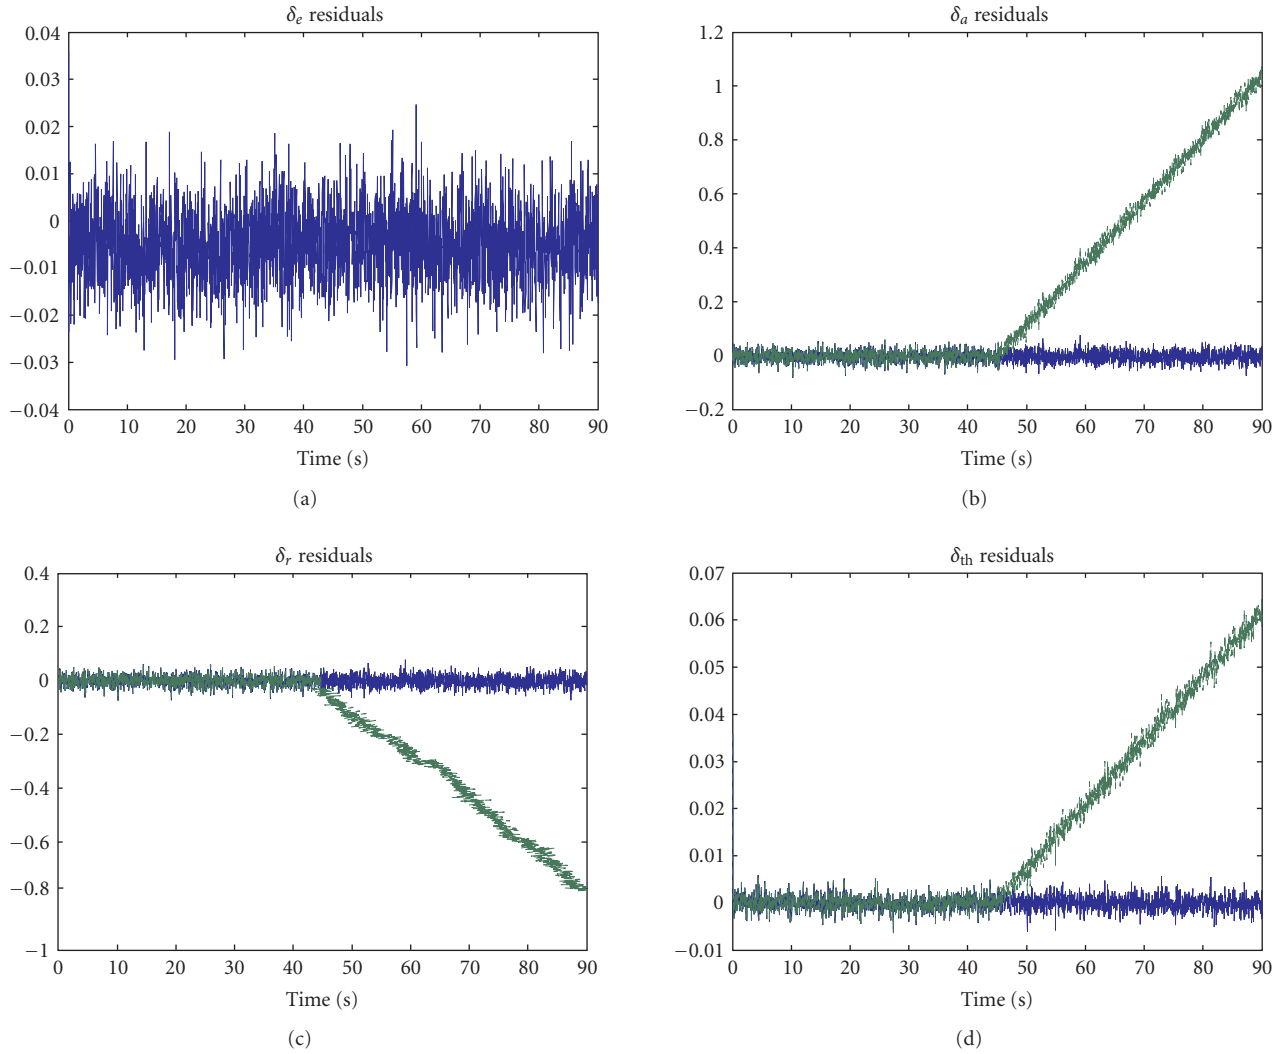 δe residuals
0.04
0.03
0.02
0.01
0
−0.01
−0.02
−0.03
−0.04
0 10 20 30 40 50 60 70 80 90
Time (s)
(a)
δa residuals
1.2
1
0.8
0.6
0.4
0.2
0
−0.2
0 10 20 30 40 50 60 70 80 90
Time (s)
(b)
δr residuals
0.4
0.2
0
−0.2
−0.4
−0.6
−0.8
−1
0 10 20 30 40 50 60 70 80 90
Time (s)
(c)
δth residuals
0.07
0.06
0.05
0.04
0.03
0.02
0.01
0
−0.01
0 10 20 30 40 50 60 70 80 90
Time (s)
(d)